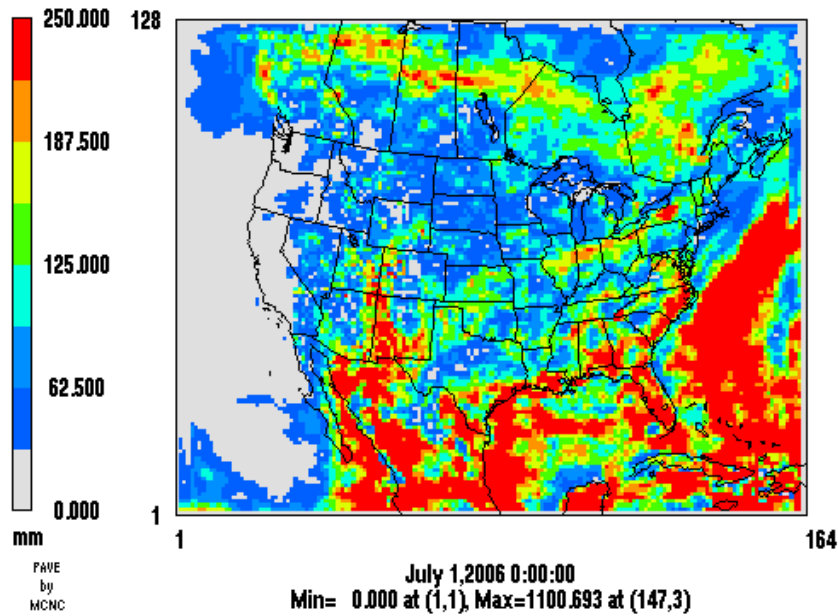 250.000
187.500
125.000
62.500
0.000
mm
PAVE
by
MCNC
128
1
1
164
July 1,2006 0:00:00
Min= 0.000 at (1,1), Max=1100.693 at (147,3)